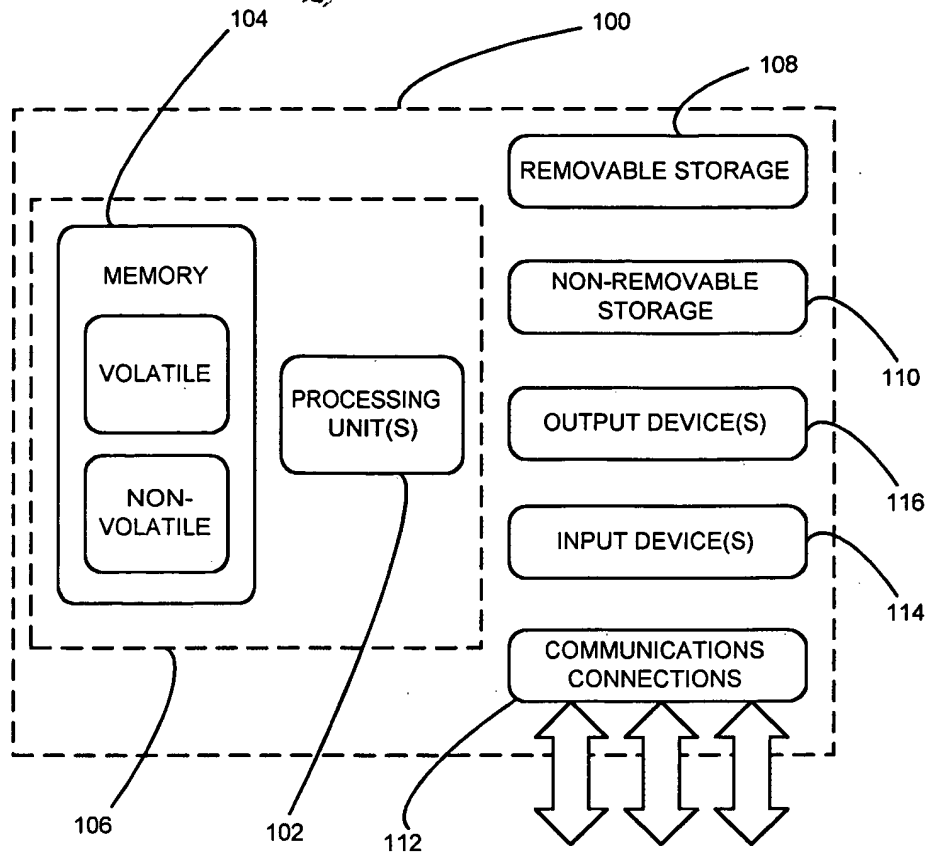 104
100
108
REMOVABLE STORAGE
MEMORY
NON-REMOVABLE
STORAGE
VOLATILE
110
PROCESSING
UNIT(S)
OUTPUT DEVICE(S)
NON-
VOLATILE
116
INPUT DEVICE(S)
114
COMMUNICATIONS
CONNECTIONS
106
102
112